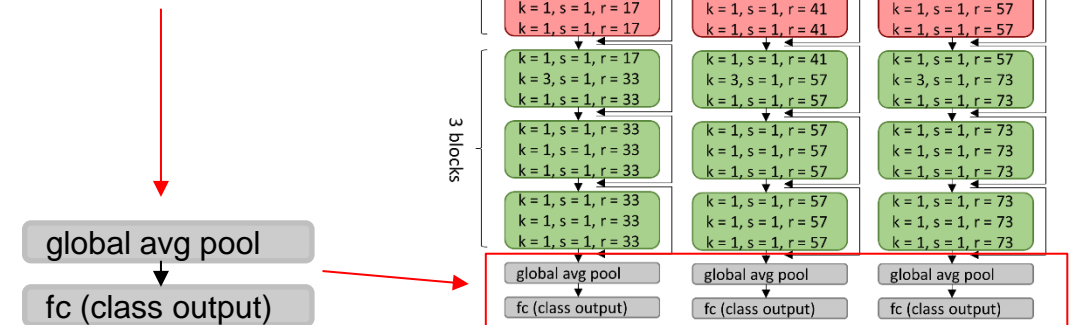 k = 1, s = 1, r = 17
k = 1, s = 1, r = 17
k = 1, s = 1, r = 41
k = 1, s = 1, r = 41
k = 1, s = 1, r = 57
k = 1, s = 1, r = 57
3 blocks
k = 1, s = 1, r = 17
k = 3, s = 1, r = 33
k = 1, s = 1, r = 33
k = 1, s = 1, r = 41
k = 3, s = 1, r = 57
k = 1, s = 1, r = 57
k = 1, s = 1, r = 57
k = 3, s = 1, r = 73
k = 1, s = 1, r = 73
k = 1, s = 1, r = 33
k = 1, s = 1, r = 33
k = 1, s = 1, r = 33
k = 1, s = 1, r = 57
k = 1, s = 1, r = 57
k = 1, s = 1, r = 57
k = 1, s = 1, r = 73
k = 1, s = 1, r = 73
k = 1, s = 1, r = 73
k = 1, s = 1, r = 33
k = 1, s = 1, r = 33
k = 1, s = 1, r = 33
k = 1, s = 1, r = 57
k = 1, s = 1, r = 57
k = 1, s = 1, r = 57
k = 1, s = 1, r = 73
k = 1, s = 1, r = 73
k = 1, s = 1, r = 73
global avg pool
fc (class output)
global avg pool
fc (class output)
global avg pool
fc (class output)
global avg pool
fc (class output)